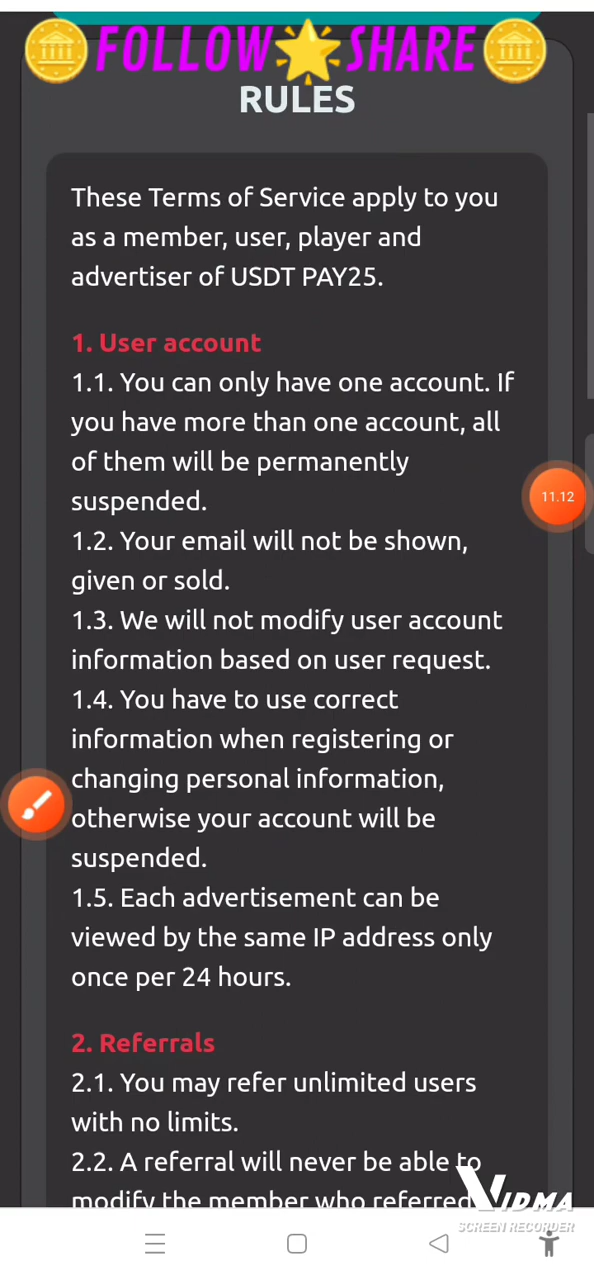 FOLLOW SHARE
RULES
These Terms of Service apply to you
as a member, user, player and
advertiser of USDT PAY25.
1. User account
1.1. You can only have one account. If
you have more than one account, all
of them will be permanently
suspended.
11.12
1.2. Your email will not be shown,
given or sold.
1.3. We will not modify user account
information based on user request.
1.4. You have to use correct
information when registering or
changing personal information,
otherwise your account will be
suspended.
1.5. Each advertisement can be
viewed by the same IP address only
once per 24 hours.
2. Referrals
2.1. You may refer unlimited users
with no limits.
2.2. A referral will never be able to
modify the member who referred
VIDMA
SCREEN RECORDER